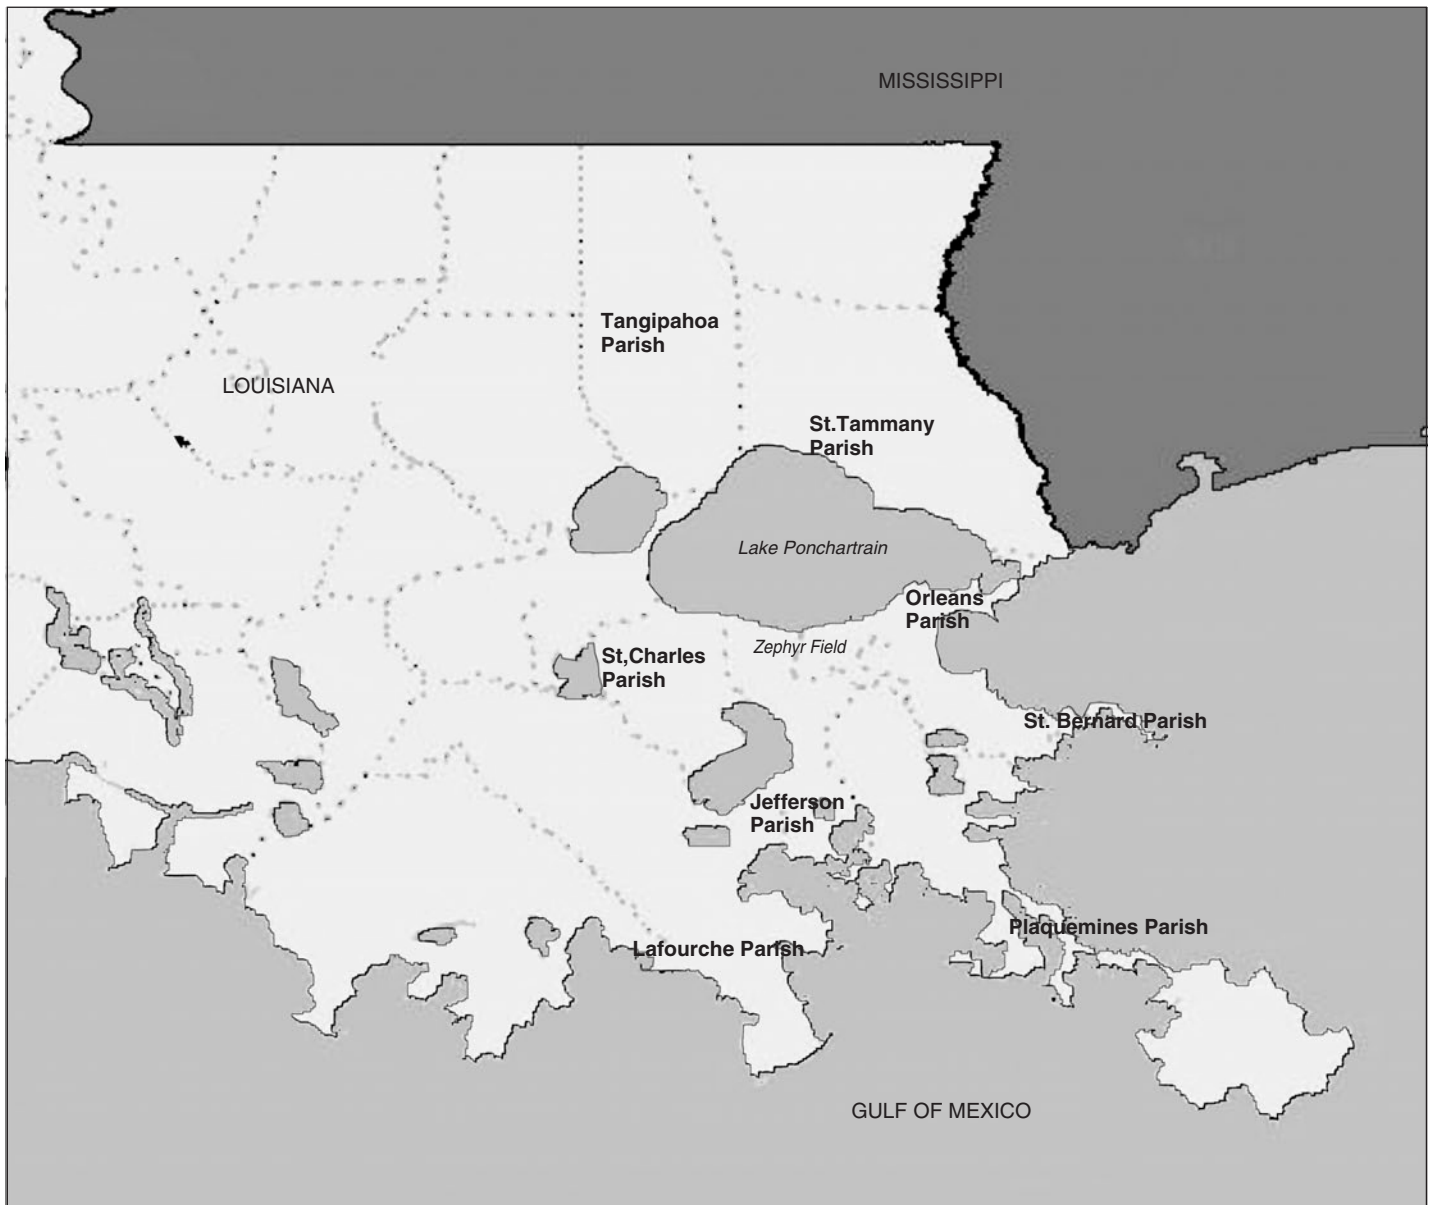 MISSISSIPPI
Tangipahoa
Parish
LOUISIANA
St.Tammany
Parish
Lake Ponchartrain
Orleans
Parish
Zephyr Field
St,Charles
Parish
St. Bernard Parish
Jefferson
Parish
Plaquemines Parish
Lafourche Parish
GULF OF MEXICO